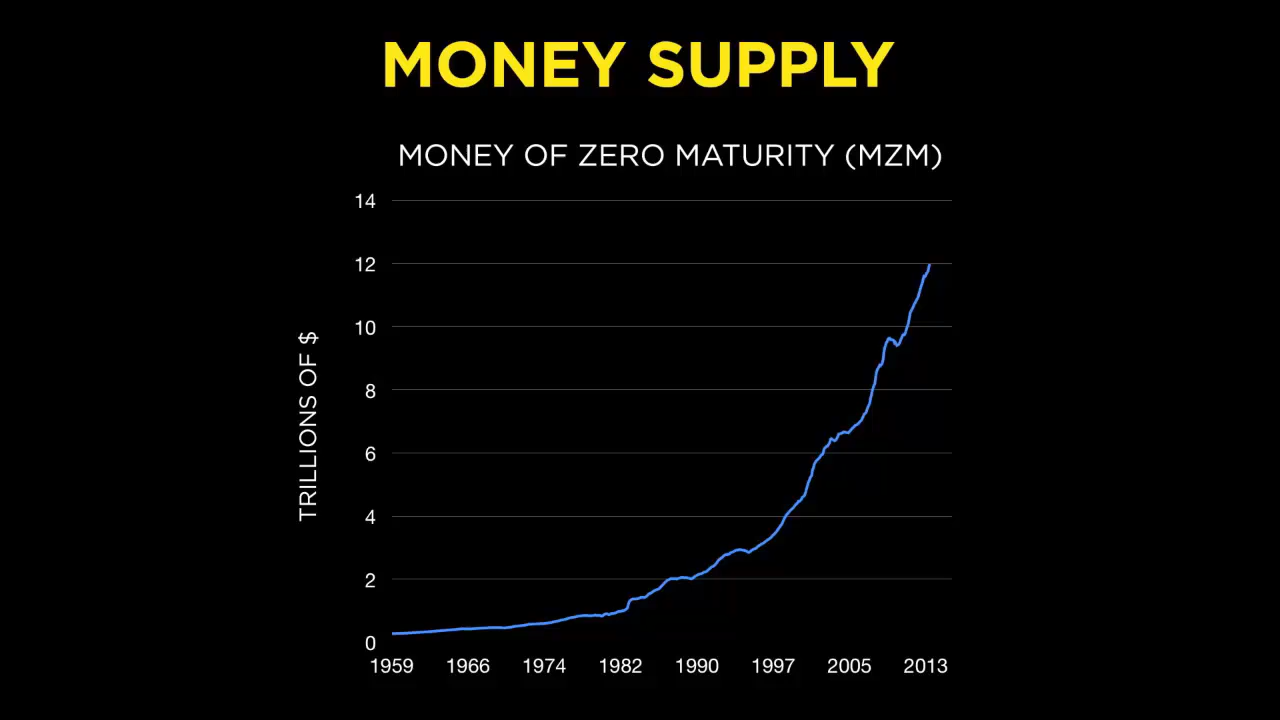 MONEY SUPPLY
MONEY OF ZERO MATURITY (MZM)
TRILLIONS OF $
14
12
10
8
6
4
2
0
1959 1966 1974 1982 1990 1997 2005 2013